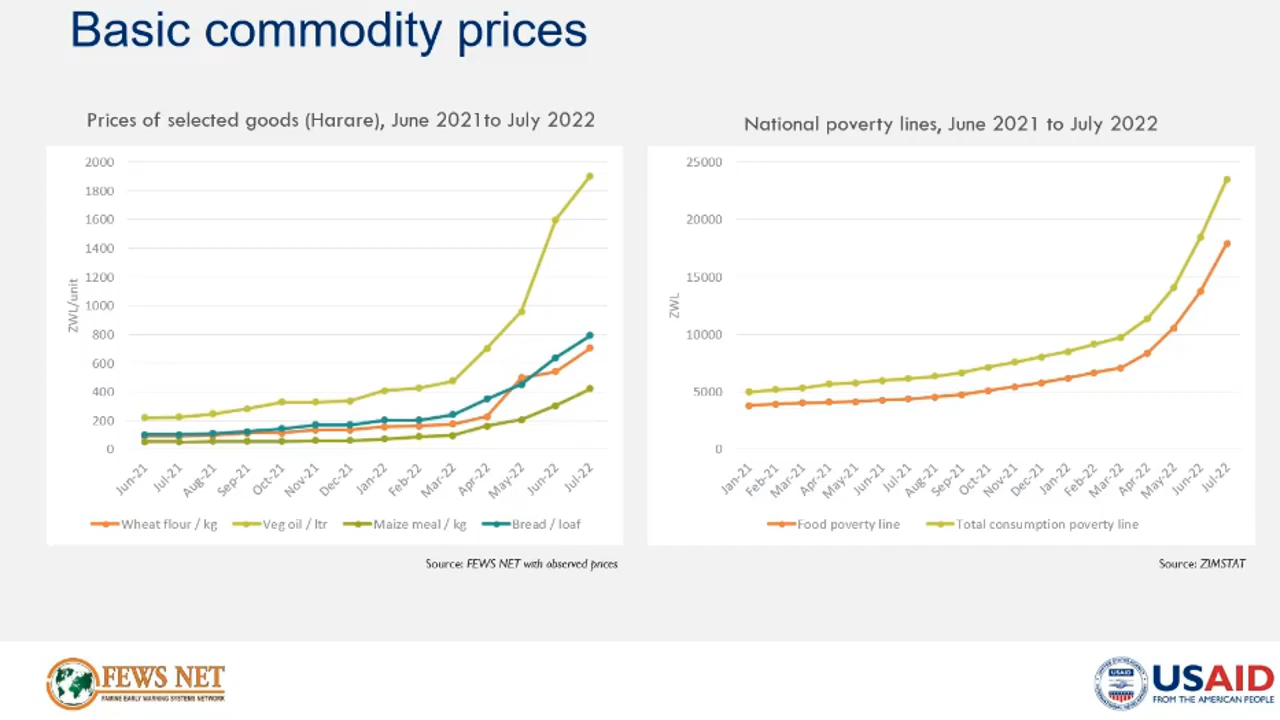 Basic commodity prices
Prices of selected goods (Harare), June 2021to July 2022
2000
1800
1600
1400
1200
1000
800
600
400
200
0
ZWL/unit
Jun-21
Jul-21
Aug-21
Sep-21
Oct-21
Nov-21
Dec-21
Jan-22
Feb-22
Mar-22
Apr-22
May-22
Jun-22
Jul-22
Wheat flour / kg
Veg oil / ltr
Maize meal / kg
Bread / loaf
Source: FEWS NET with observed prices
National poverty lines, June 2021 to July 2022
25000
20000
15000
10000
5000
0
ZWL
Jan-21
Feb-21
Mar-21
Apr-21
May-21
Jun-21
Jul-21
Aug-21
Sep-21
Oct-21
Nov-21
Dec-21
Jan-22
Feb-22
Mar-22
Apr-22
May-22
Jun-22
Jul-22
Food poverty line
Total consumption poverty line
Source: ZIMSTAT
FEWS NET
FAMINE EARLY WARNING SYSTEMS NETWORK
USAID
FROM THE AMERICAN PEOPLE